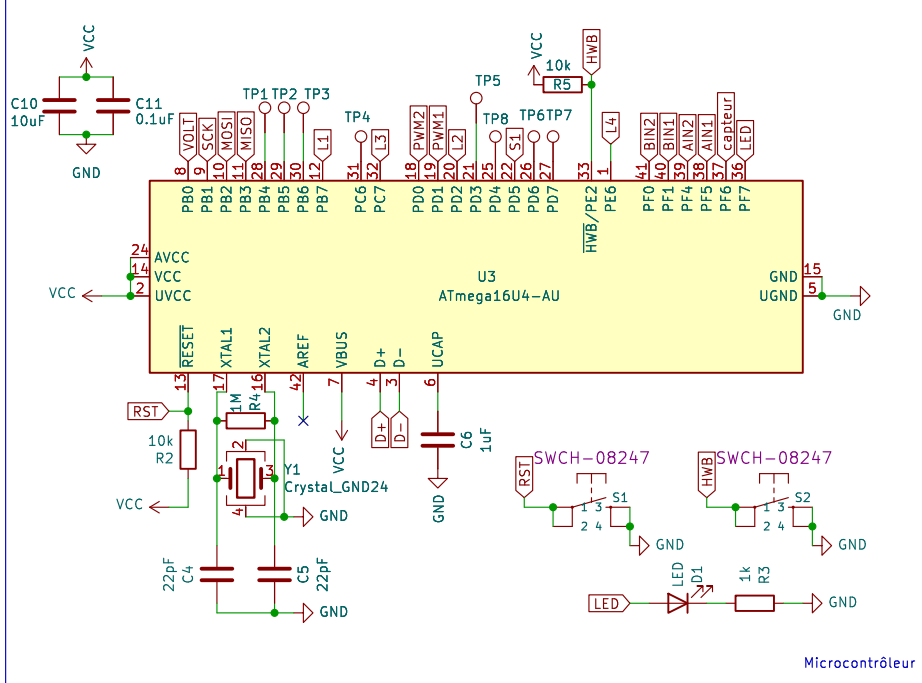 VCC
C10
10uF
C11
0.1uF
GND
VOLT
SCK
MOSI
MISO
TP1
TP2
TP3
L1
TP4
L3
PWM2
PWM1
L2
TP5
TP8
S1
TP6
TP7
VCC
10k
R5
HWB
L4
BIN2
BIN1
AIN2
AIN1
capteur
LED
8
9
10
11
28
29
30
12
31
32
18
19
20
21
25
22
26
27
33
1
41
40
39
38
37
36
PB0
PB1
PB2
PB3
PB4
PB5
PB6
PB7
PC6
PC7
PD0
PD1
PD2
PD3
PD4
PD5
PD6
PD7
HWB/PE2
PE6
PF0
PF1
PF4
PF5
PF6
PF7
24
AVCC
14
VCC
2
UVCC
VCC
U3
ATmega16U4-AU
GND
15
UGND
5
GND
RESET
XTAL1
XTAL2
AREF
VBUS
D+
D-
UCAP
13
17
16
42
7
4
3
6
RST
10k
R2
VCC
1M
R4
2
1
3
4
Y1
Crystal_GND24
GND
22pF
C4
C5
22pF
GND
VCC
D+
D-
C6
1uF
GND
SWCH-08247
RST
S1
1 3
2 4
GND
SWCH-08247
HWB
S2
1 3
2 4
GND
LED
LED
D1
1k
R3
GND
Microcontrôleur